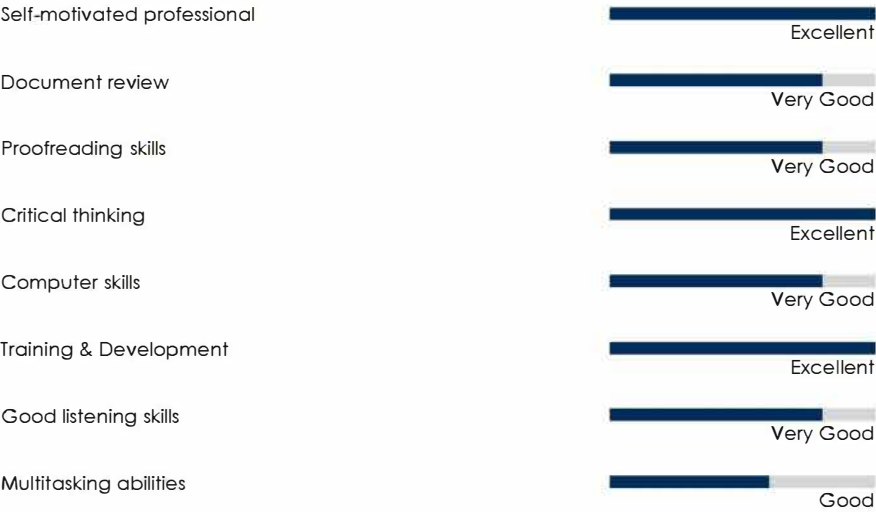 Self-motivated professional
Excellent
Document review
Very Good
Proofreading skills
Very Good
Critical thinking
Excellent
Computer skills
Very Good
Training & Development
Excellent
Good listening skills
Very Good
Multitasking abilities
Good